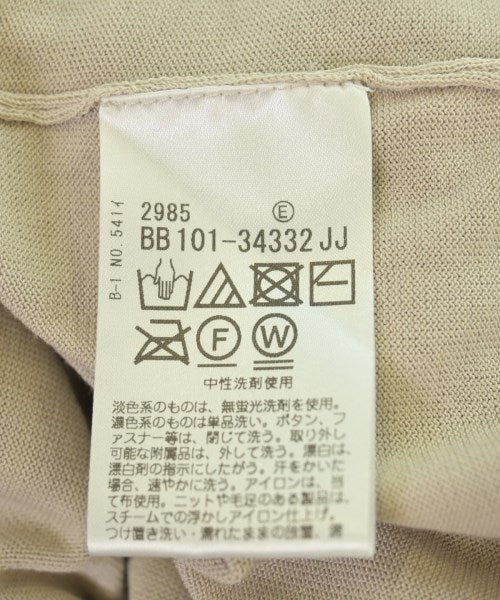 2985 Ⓔ
BB101-34332JJ
B-1 NO.541イ
F W
中性洗剤使用
淡色系のものは、無蛍光洗剤を使用。
濃色系のものは単品洗い。ボタン、フ
ァスナー等は、閉じて洗う。取り外し
可能な附属品は、外して洗う。漂白は、
漂白剤の指示にしたがう。汗をかいた
場合、速やかに洗う。アイロンは、当
て布使用。ニットや毛足のある製品は、
スチームでの浮かしアイロン仕上げ。
つけ置き洗い・濡れたままの放置、濡